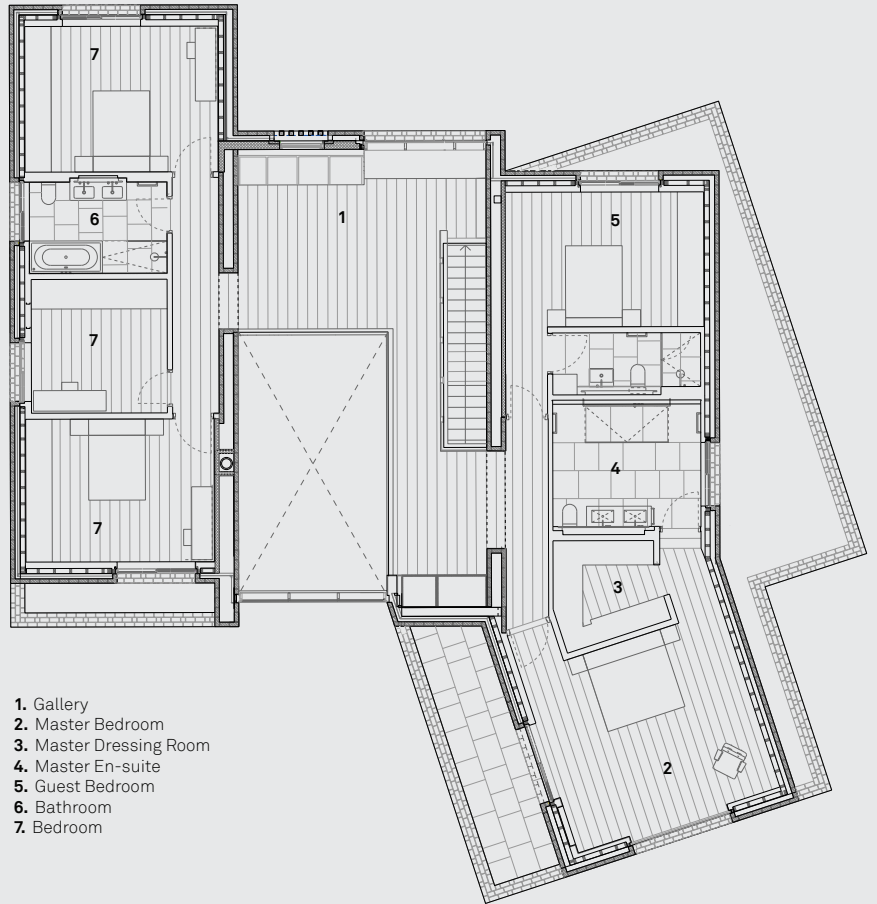 7
6
1
5
7
4
7
3
2
1. Gallery
2. Master Bedroom
3. Master Dressing Room
4. Master En-suite
5. Guest Bedroom
6. Bathroom
7. Bedroom